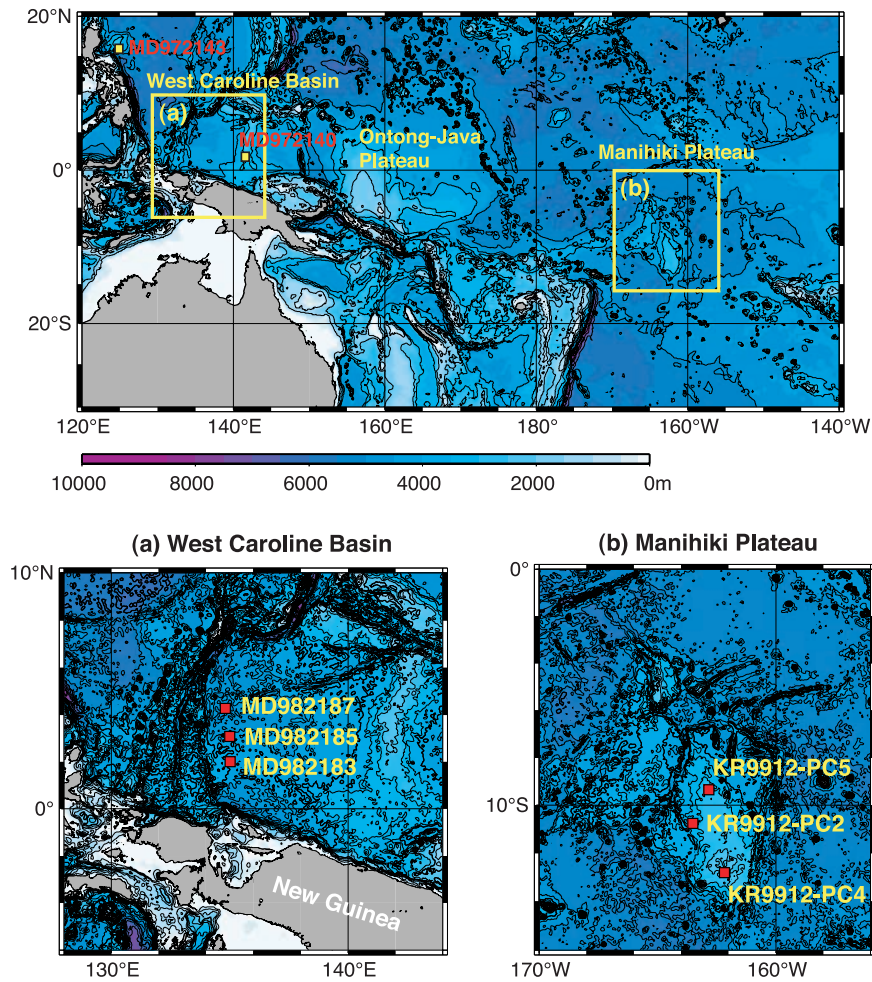 20°N
MD972143
West Caroline Basin
(a)
MD972140
Ontong-Java
Plateau
Manihiki Plateau
(b)
0°
20°S
120°E
140°E
160°E
180°
160°W
140°W
10000
8000
6000
4000
2000
0m
(a) West Caroline Basin
10°N
MD982187
MD982185
MD982183
0°
New Guinea
130°E
140°E
(b) Manihiki Plateau
0°
KR9912-PC5
10°S
KR9912-PC2
KR9912-PC4
170°W
160°W